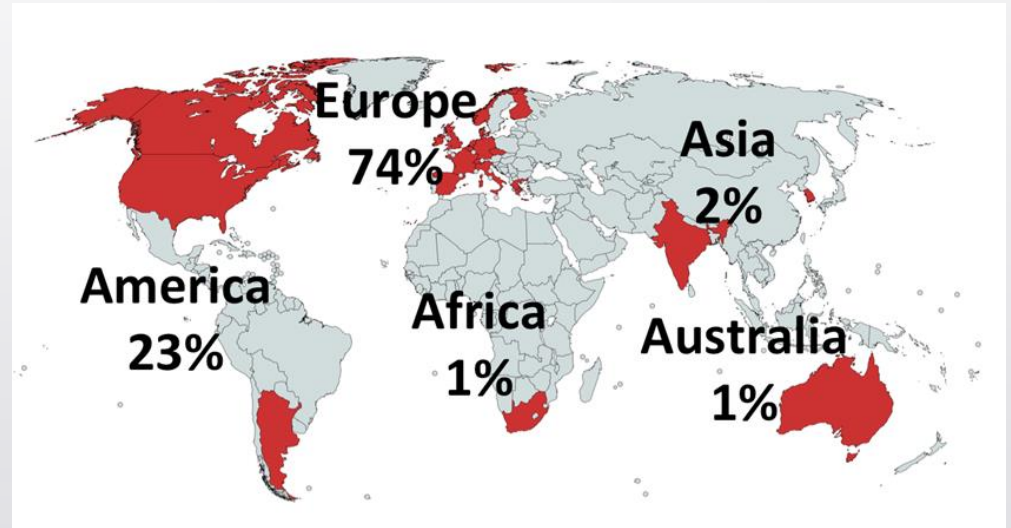 Europe
74%
Asia
2%
America
23%
Africa
1%
Australia
1%